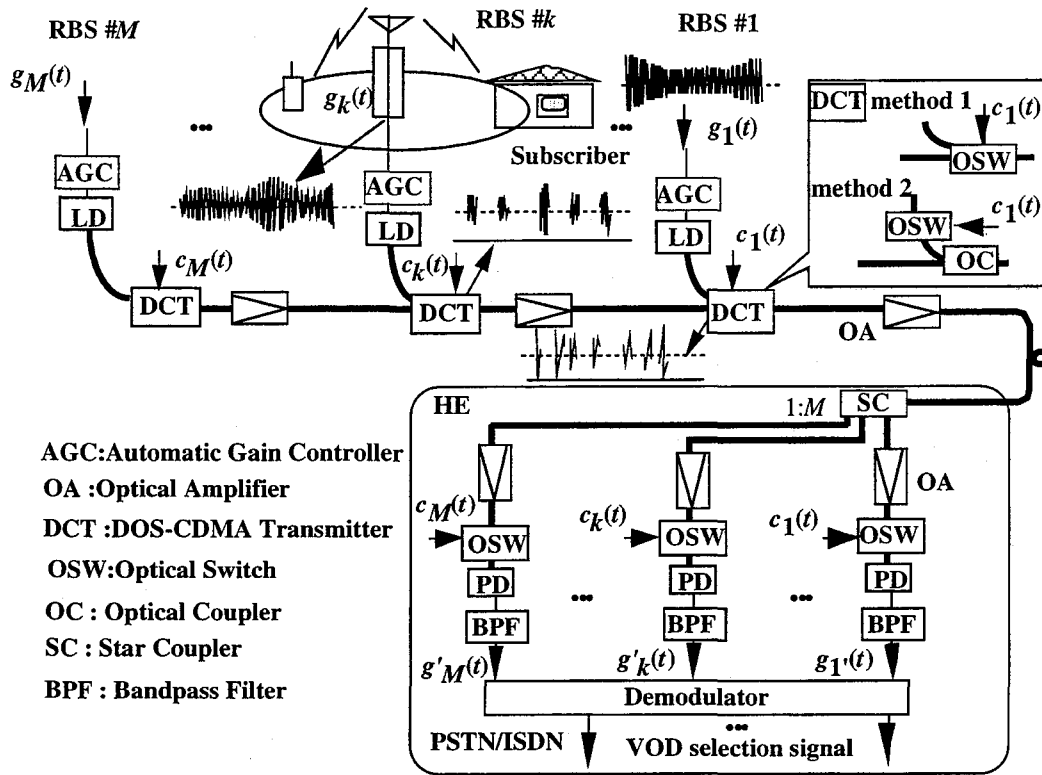 RBS #M
RBS #k
RBS #1
gM(t)
gk(t)
g1(t)
•••
•••
Subscriber
AGC
LD
AGC
LD
AGC
LD
cM(t)
ck(t)
c1(t)
DCT
DCT
DCT
OA
DCT method 1
c1(t)
OSW
method 2
OSW
c1(t)
OC
HE
1:M
SC
OA
cM(t)
ck(t)
c1(t)
OSW
OSW
OSW
PD
PD
PD
•••
•••
BPF
BPF
BPF
g'M(t)
g'k(t)
g1'(t)
Demodulator
•••
PSTN/ISDN
VOD selection signal
AGC:Automatic Gain Controller
OA :Optical Amplifier
DCT :DOS-CDMA Transmitter
OSW:Optical Switch
OC : Optical Coupler
SC : Star Coupler
BPF : Bandpass Filter